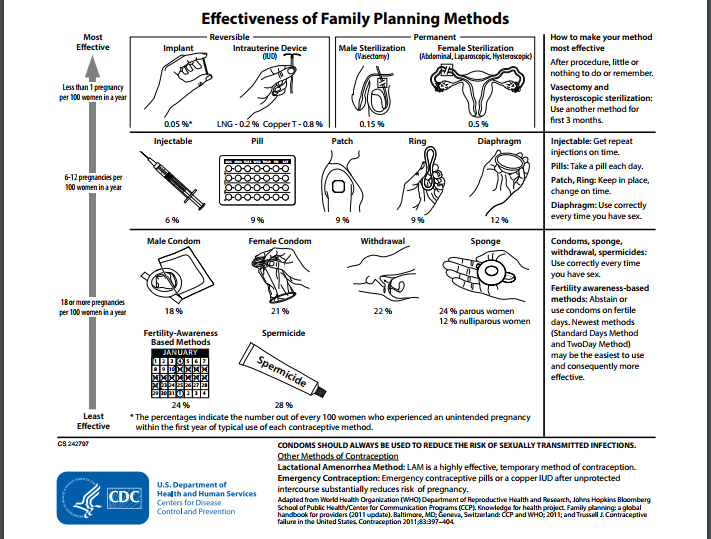 Effectiveness of Family Planning Methods
Most
Effective
Less than 1 pregnancy
per 100 women in a year
6-12 pregnancies per
100 women in a year
18 or more pregnancies
per 100 women in a year
Least
Effective
Reversible
Permanent
Implant
0.05 %*
Intrauterine Device
(IUD)
LNG - 0.2 % Copper T - 0.8 %
Male Sterilization
(Vasectomy)
0.15 %
Female Sterilization
(Abdominal, Laparoscopic, Hysteroscopic)
0.5 %
How to make your method
most effective
After procedure, little or
nothing to do or remember.
Vasectomy and
hysteroscopic sterilization:
Use another method for
first 3 months.
Injectable
6 %
Pill
9 %
Patch
9 %
Ring
9 %
Diaphragm
12 %
Injectable: Get repeat
injections on time.
Pills: Take a pill each day.
Patch, Ring: Keep in place,
change on time.
Diaphragm: Use correctly
every time you have sex.
Male Condom
18 %
Female Condom
21 %
Withdrawal
22 %
Sponge
24 % parous women
12 % nulliparous women
Condoms, sponge,
withdrawal, spermicides:
Use correctly every time
you have sex.
Fertility awareness-based
methods: Abstain or
use condoms on fertile
days. Newest methods
(Standard Days Method
and TwoDay Method)
may be the easiest to use
and consequently more
effective.
Fertility-Awareness
Based Methods
JANUARY
24 %
Spermicide
Spermicide
28 %
* The percentages indicate the number out of every 100 women who experienced an unintended pregnancy
within the first year of typical use of each contraceptive method.
CS 242797
CONDOMS SHOULD ALWAYS BE USED TO REDUCE THE RISK OF SEXUALLY TRANSMITTED INFECTIONS.
Other Methods of Contraception
Lactational Amenorrhea Method: LAM is a highly effective, temporary method of contraception.
Emergency Contraception: Emergency contraceptive pills or a copper IUD after unprotected
intercourse substantially reduces risk of pregnancy.
Adapted from World Health Organization (WHO) Department of Reproductive Health and Research, Johns Hopkins Bloomberg
School of Public Health/Center for Communication Programs (CCP). Knowledge for health project. Family planning: a global
handbook for providers (2011 update). Baltimore, MD; Geneva, Switzerland: CCP and WHO; 2011; and Trussell J. Contraceptive
failure in the United States. Contraception 2011;83:397–404.
CDC
U.S. Department of
Health and Human Services
Centers for Disease
Control and Prevention